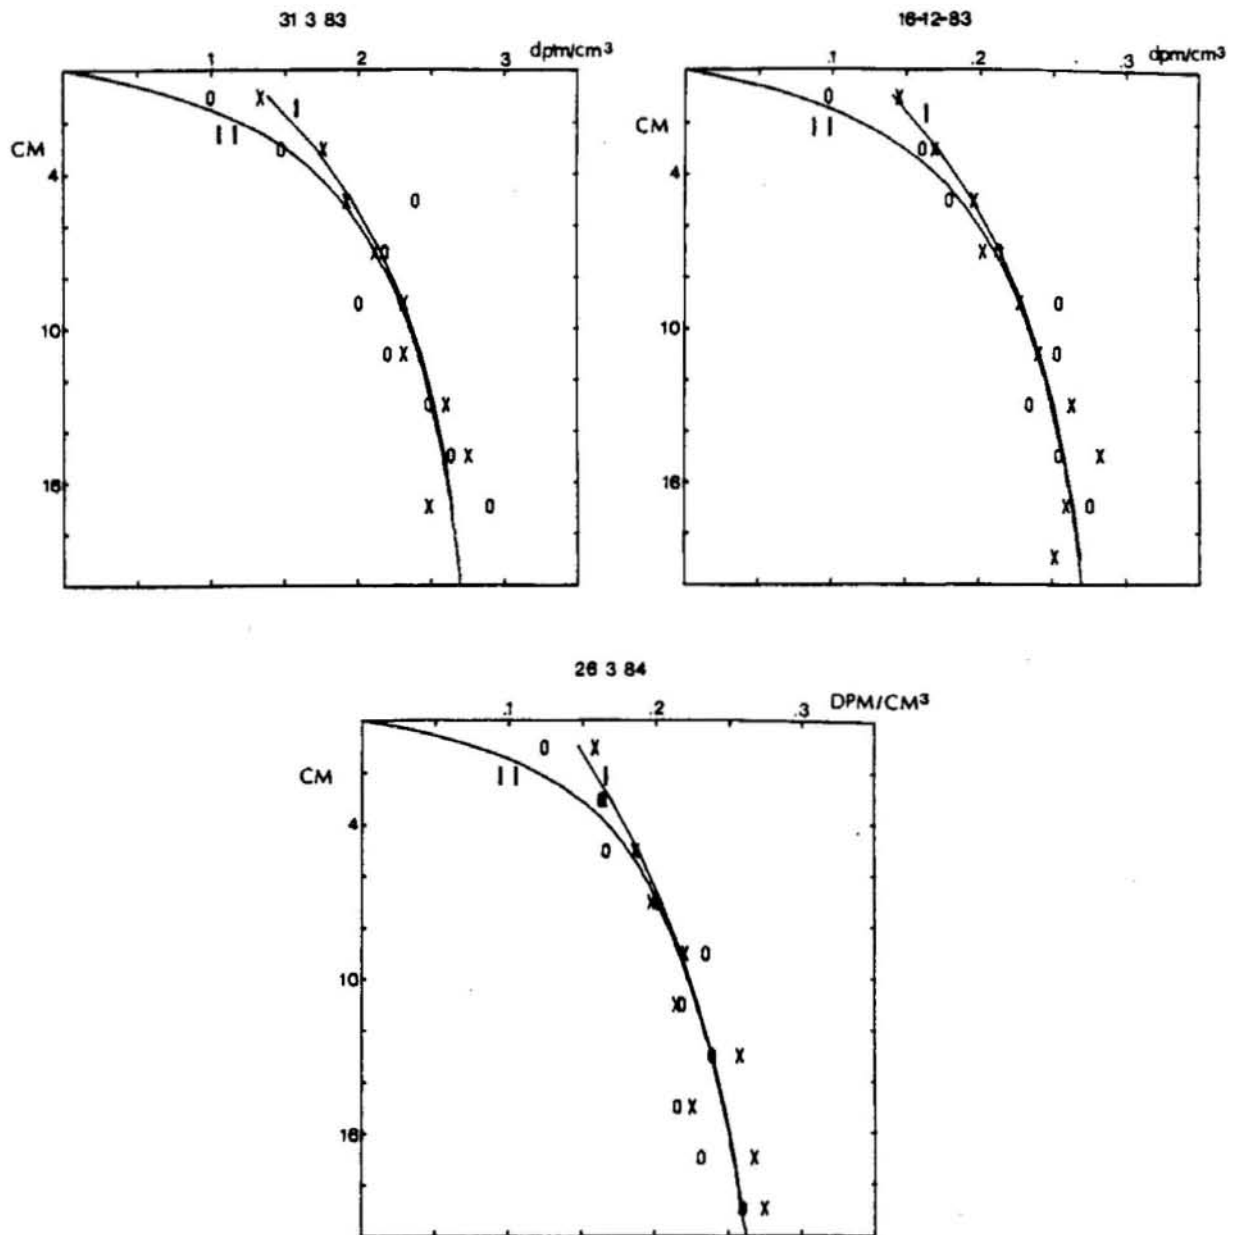 31 3 83
.1 .2 .3 dpm/cm³
CM
4
10
16
I
II
16-12-83
.1 .2 .3 dpm/cm³
CM
4
10
16
I
II
26 3 84
.1 .2 .3 DPM/CM³
CM
4
10
16
I
II